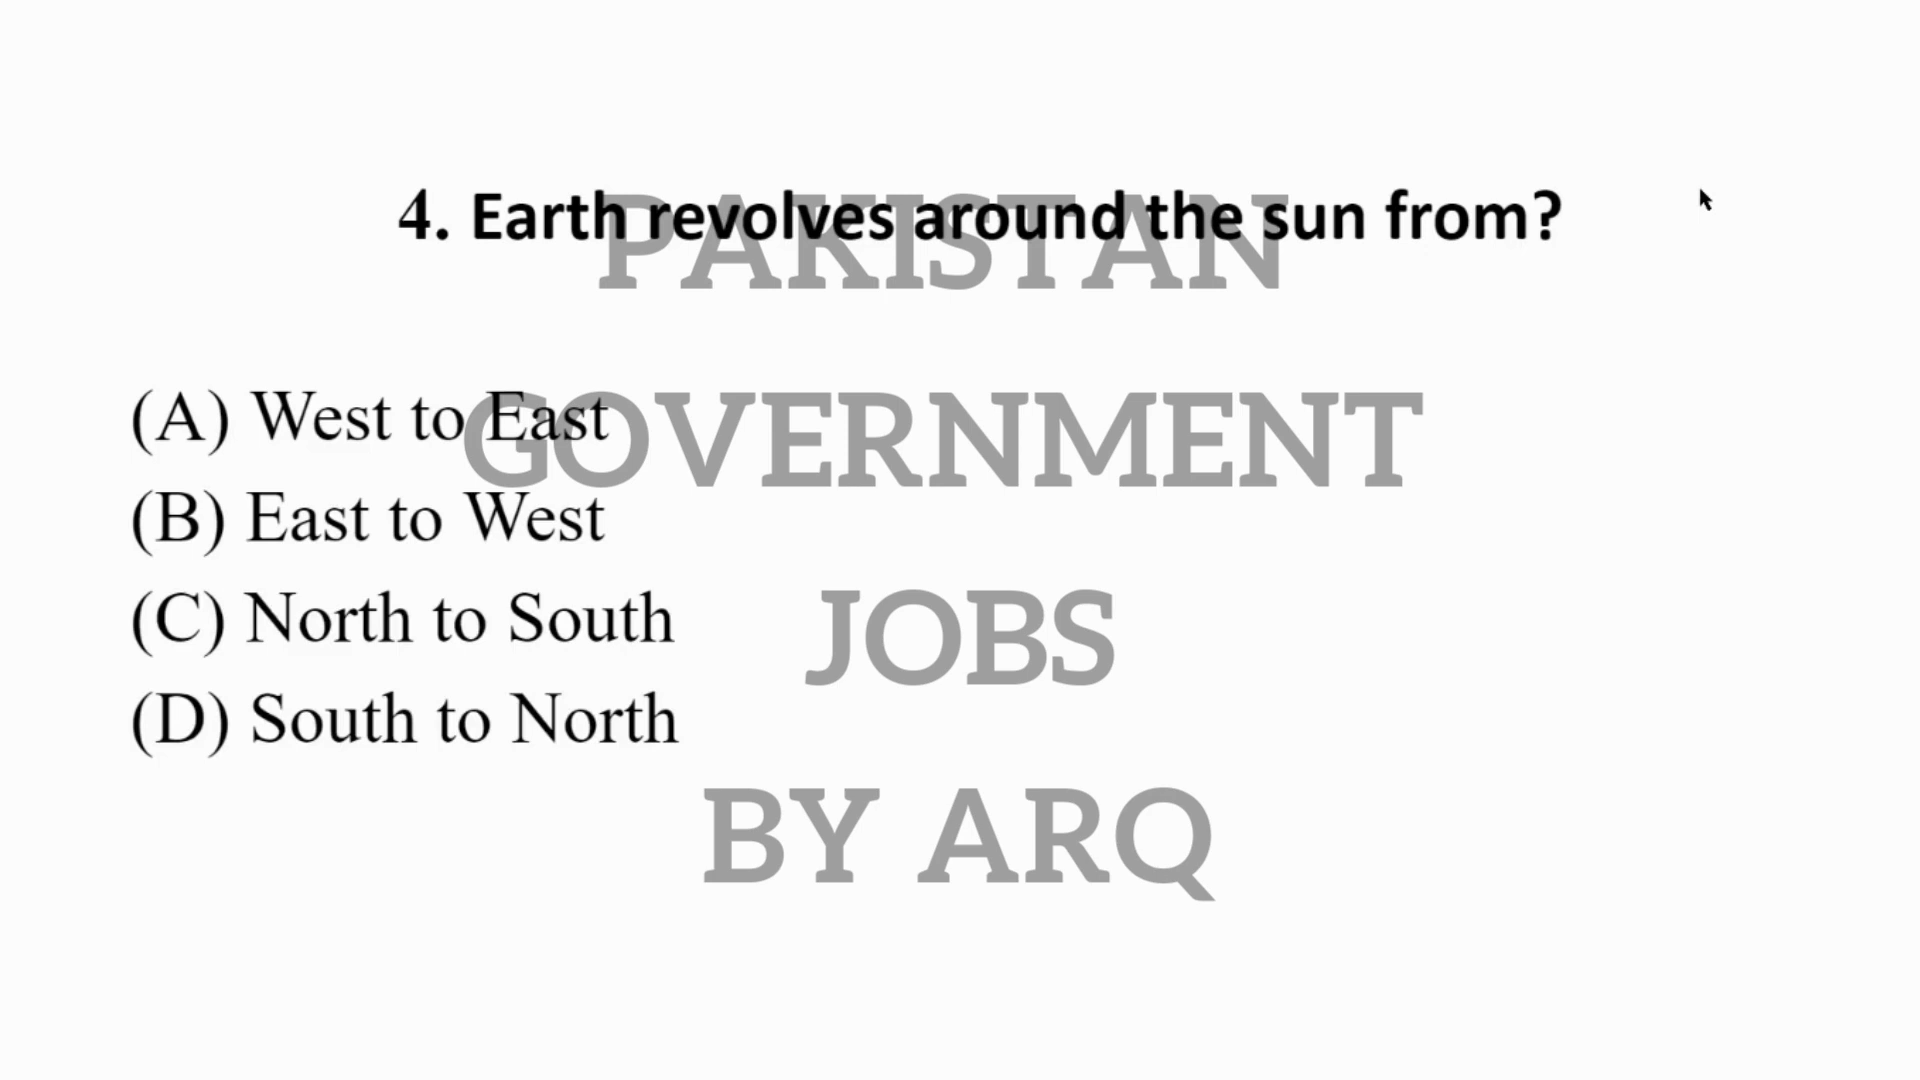 4. Earth revolves around the sun from?
PAKISTAN
(A) West to East
GOVERNMENT
(B) East to West
(C) North to South
JOBS
(D) South to North
BY ARQ